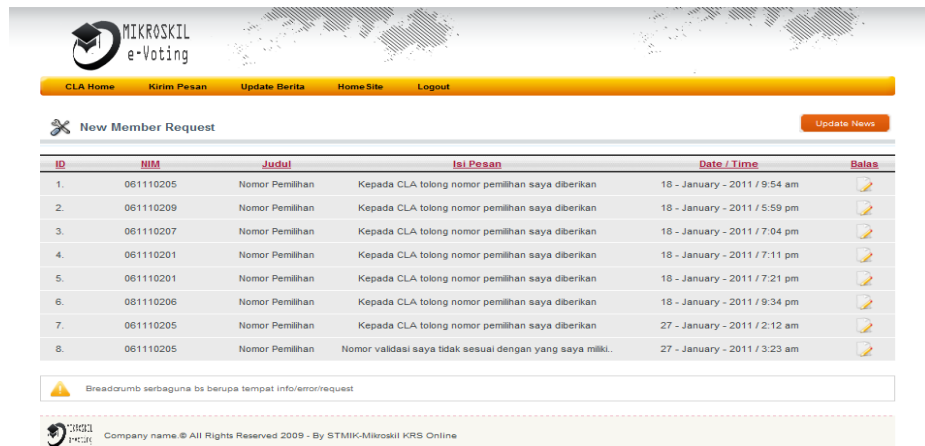 MIKROSKIL
e-Voting
CLA Home Kirim Pesan Update Berita HomeSite Logout
New Member Request Update News
ID NIM Judul Isi Pesan Date / Time Balas
1. 061110205 Nomor Pemilihan Kepada CLA tolong nomor pemilihan saya diberikan 18 - January - 2011 / 9:54 am
2. 061110209 Nomor Pemilihan Kepada CLA tolong nomor pemilihan saya diberikan 18 - January - 2011 / 5:59 pm
3. 061110207 Nomor Pemilihan Kepada CLA tolong nomor pemilihan saya diberikan 18 - January - 2011 / 7:04 pm
4. 061110201 Nomor Pemilihan Kepada CLA tolong nomor pemilihan saya diberikan 18 - January - 2011 / 7:11 pm
5. 061110201 Nomor Pemilihan Kepada CLA tolong nomor pemilihan saya diberikan 18 - January - 2011 / 7:21 pm
6. 081110206 Nomor Pemilihan Kepada CLA tolong nomor pemilihan saya diberikan 18 - January - 2011 / 9:34 pm
7. 061110205 Nomor Pemilihan Kepada CLA tolong nomor pemilihan saya diberikan 27 - January - 2011 / 2:12 am
8. 061110205 Nomor Pemilihan Nomor validasi saya tidak sesuai dengan yang saya miliki.. 27 - January - 2011 / 3:23 am
Breadcrumb serbaguna bs berupa tempat info/error/request
Company name.© All Rights Reserved 2009 - By STMIK-Mikroskil KRS Online